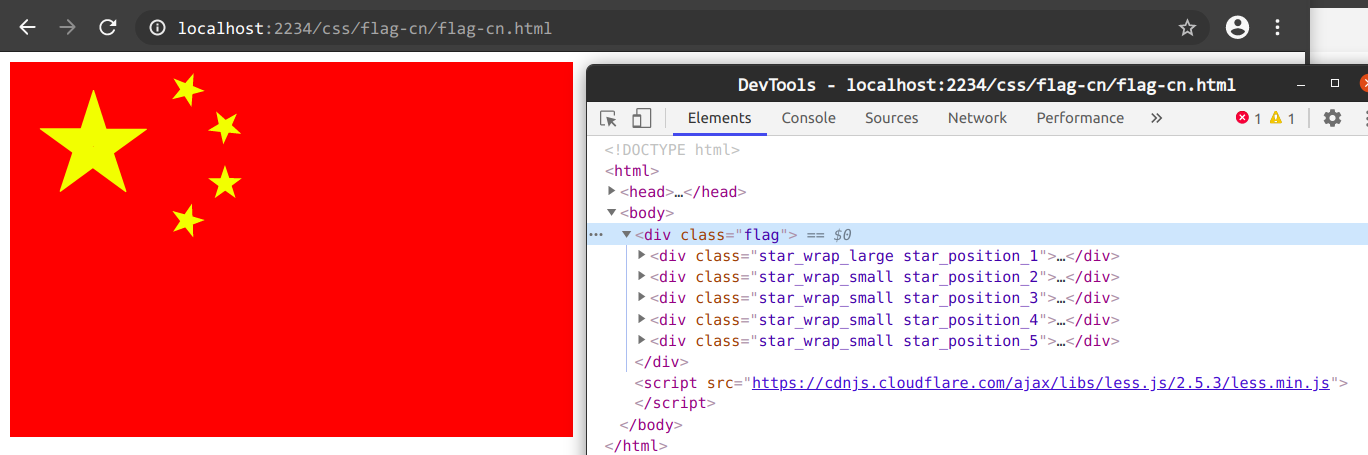 localhost:2234/css/flag-cn/flag-cn.html
DevTools - localhost:2234/css/flag-cn/flag-cn.html
Elements Console Sources Network Performance » 1 1
<!DOCTYPE html>
<html>
<head>…</head>
<body>
<div class="flag"> == $0
<div class="star_wrap_large star_position_1">…</div>
<div class="star_wrap_small star_position_2">…</div>
<div class="star_wrap_small star_position_3">…</div>
<div class="star_wrap_small star_position_4">…</div>
<div class="star_wrap_small star_position_5">…</div>
</div>
<script src="https://cdnjs.cloudflare.com/ajax/libs/less.js/2.5.3/less.min.js">
</script>
</body>
</html>